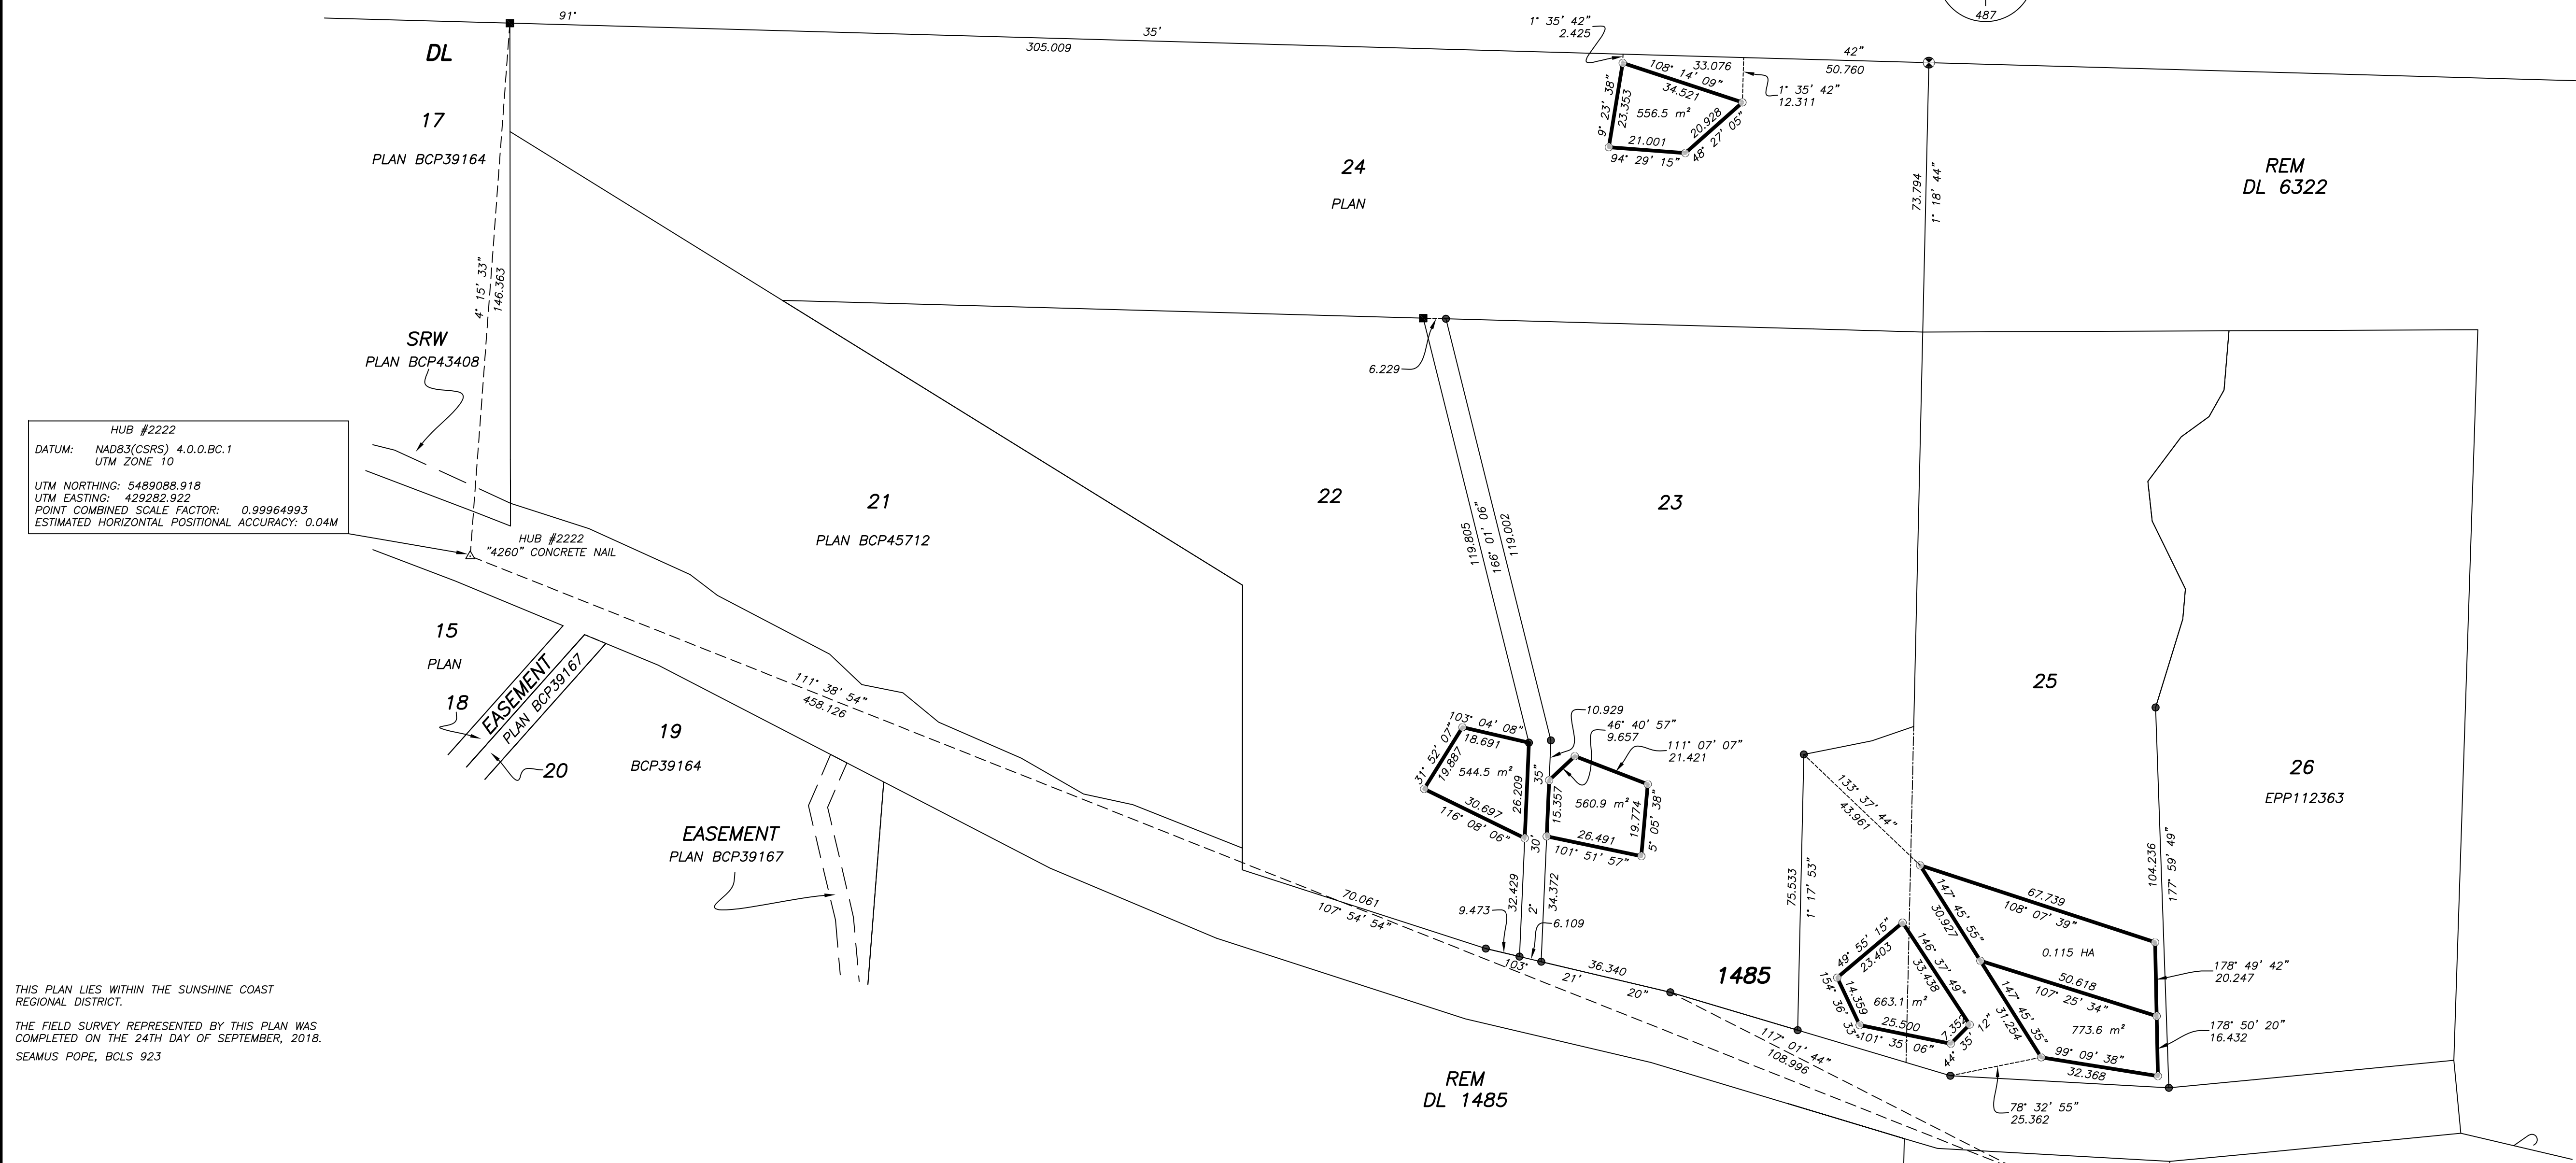 487
91°
35'
42"
305.009
50.760
1° 35' 42"
2.425
33.076
1° 35' 42"
12.311
108° 14' 09"
34.521
9° 23' 38"
23.353
556.5 m²
20.928
48° 27' 05"
21.001
94° 29' 15"
DL
17
PLAN BCP39164
24
PLAN
73.794
1° 18' 44"
REM
DL 6322
4° 15' 33"
146.363
SRW
PLAN BCP43408
6.229
HUB #2222
DATUM: NAD83(CSRS) 4.0.0.BC.1
UTM ZONE 10
UTM NORTHING: 5489088.918
UTM EASTING: 429282.922
POINT COMBINED SCALE FACTOR: 0.99964993
ESTIMATED HORIZONTAL POSITIONAL ACCURACY: 0.04M
HUB #2222
"4260" CONCRETE NAIL
21
PLAN BCP45712
22
23
119.805
166° 01' 06"
119.002
15
PLAN
18
EASEMENT
PLAN BCP39167
20
19
BCP39164
EASEMENT
PLAN BCP39167
111° 38' 54"
458.126
25
26
EPP112363
103° 04' 08"
18.691
31° 52' 07"
19.887
544.5 m²
26.209
30.697
116° 08' 06"
35"
30'
2°
10.929
46° 40' 57"
9.657
111° 07' 07"
21.421
15.357
560.9 m²
19.774
5° 05' 38"
26.491
101° 51' 57"
32.429
34.372
70.061
107° 54' 54"
9.473
6.109
103°
21'
20"
36.340
1485
133° 37' 44"
43.961
75.533
1° 17' 53"
104.236
177° 59' 49"
67.739
108° 07' 39"
147° 45' 55"
30.927
0.115 HA
178° 49' 42"
20.247
50.618
107° 25' 34"
147° 45' 35"
31.254
773.6 m²
178° 50' 20"
16.432
99° 09' 38"
32.368
49° 55' 15"
23.403
146° 37' 49"
33.438
154° 36' 33"
14.359
663.1 m²
25.500
101° 35' 06"
7.352
44° 35' 12"
78° 32' 55"
25.362
117° 01' 44"
108.996
REM
DL 1485
THIS PLAN LIES WITHIN THE SUNSHINE COAST
REGIONAL DISTRICT.
THE FIELD SURVEY REPRESENTED BY THIS PLAN WAS
COMPLETED ON THE 24TH DAY OF SEPTEMBER, 2018.
SEAMUS POPE, BCLS 923